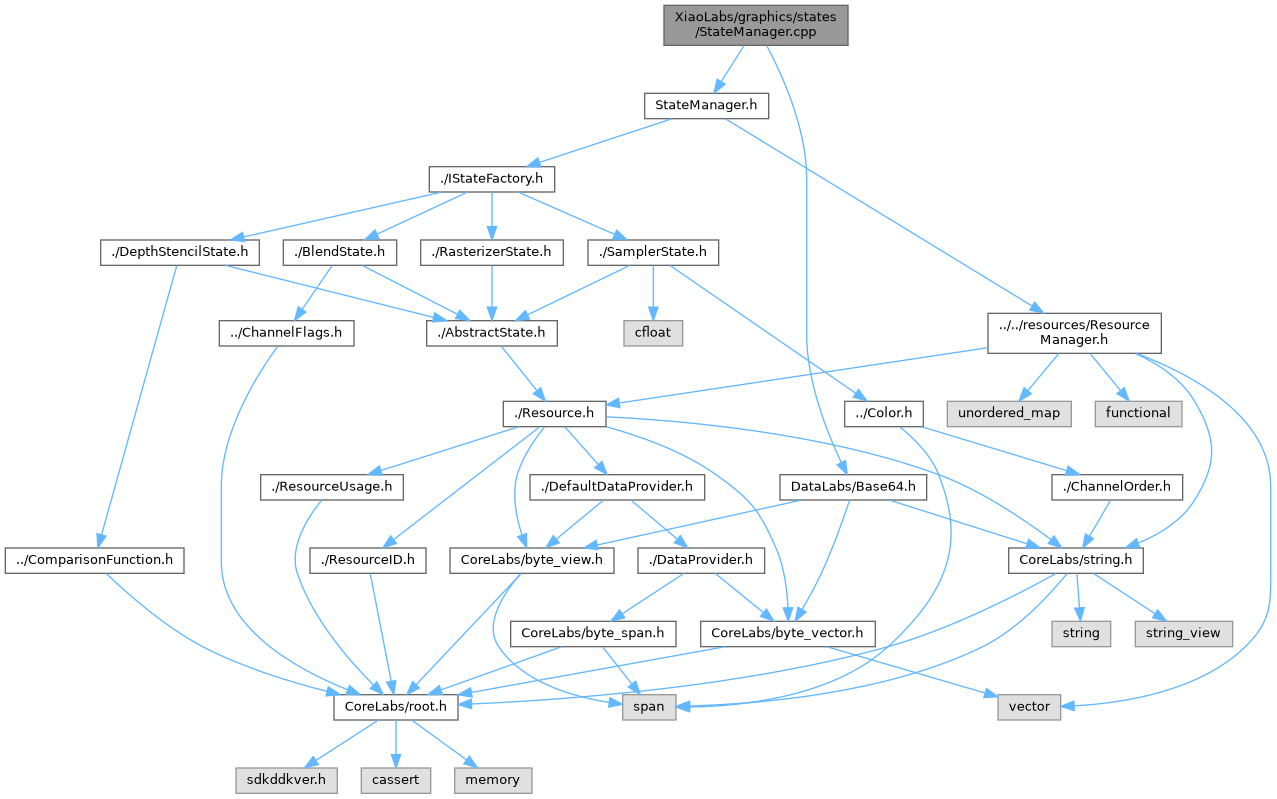 XiaoLabs/graphics/states
/StateManager.cpp
StateManager.h
./IStateFactory.h
./DepthStencilState.h
./BlendState.h
./RasterizerState.h
./SamplerState.h
../ChannelFlags.h
./AbstractState.h
cfloat
../../resources/Resource
Manager.h
./Resource.h
../Color.h
unordered_map
functional
./ResourceUsage.h
./DefaultDataProvider.h
DataLabs/Base64.h
./ChannelOrder.h
../ComparisonFunction.h
./ResourceID.h
CoreLabs/byte_view.h
./DataProvider.h
CoreLabs/string.h
CoreLabs/byte_span.h
CoreLabs/byte_vector.h
string
string_view
CoreLabs/root.h
span
vector
sdkddkver.h
cassert
memory